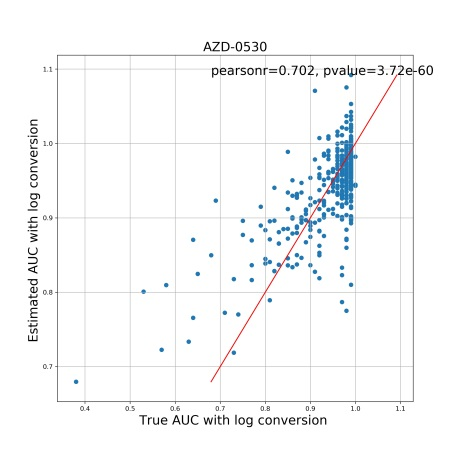 AZD-0530
pearsonr=0.702, pvalue=3.72e-60
1.1
1.0
0.9
0.8
0.7
Estimated AUC with log conversion
0.4 0.5 0.6 0.7 0.8 0.9 1.0 1.1
True AUC with log conversion